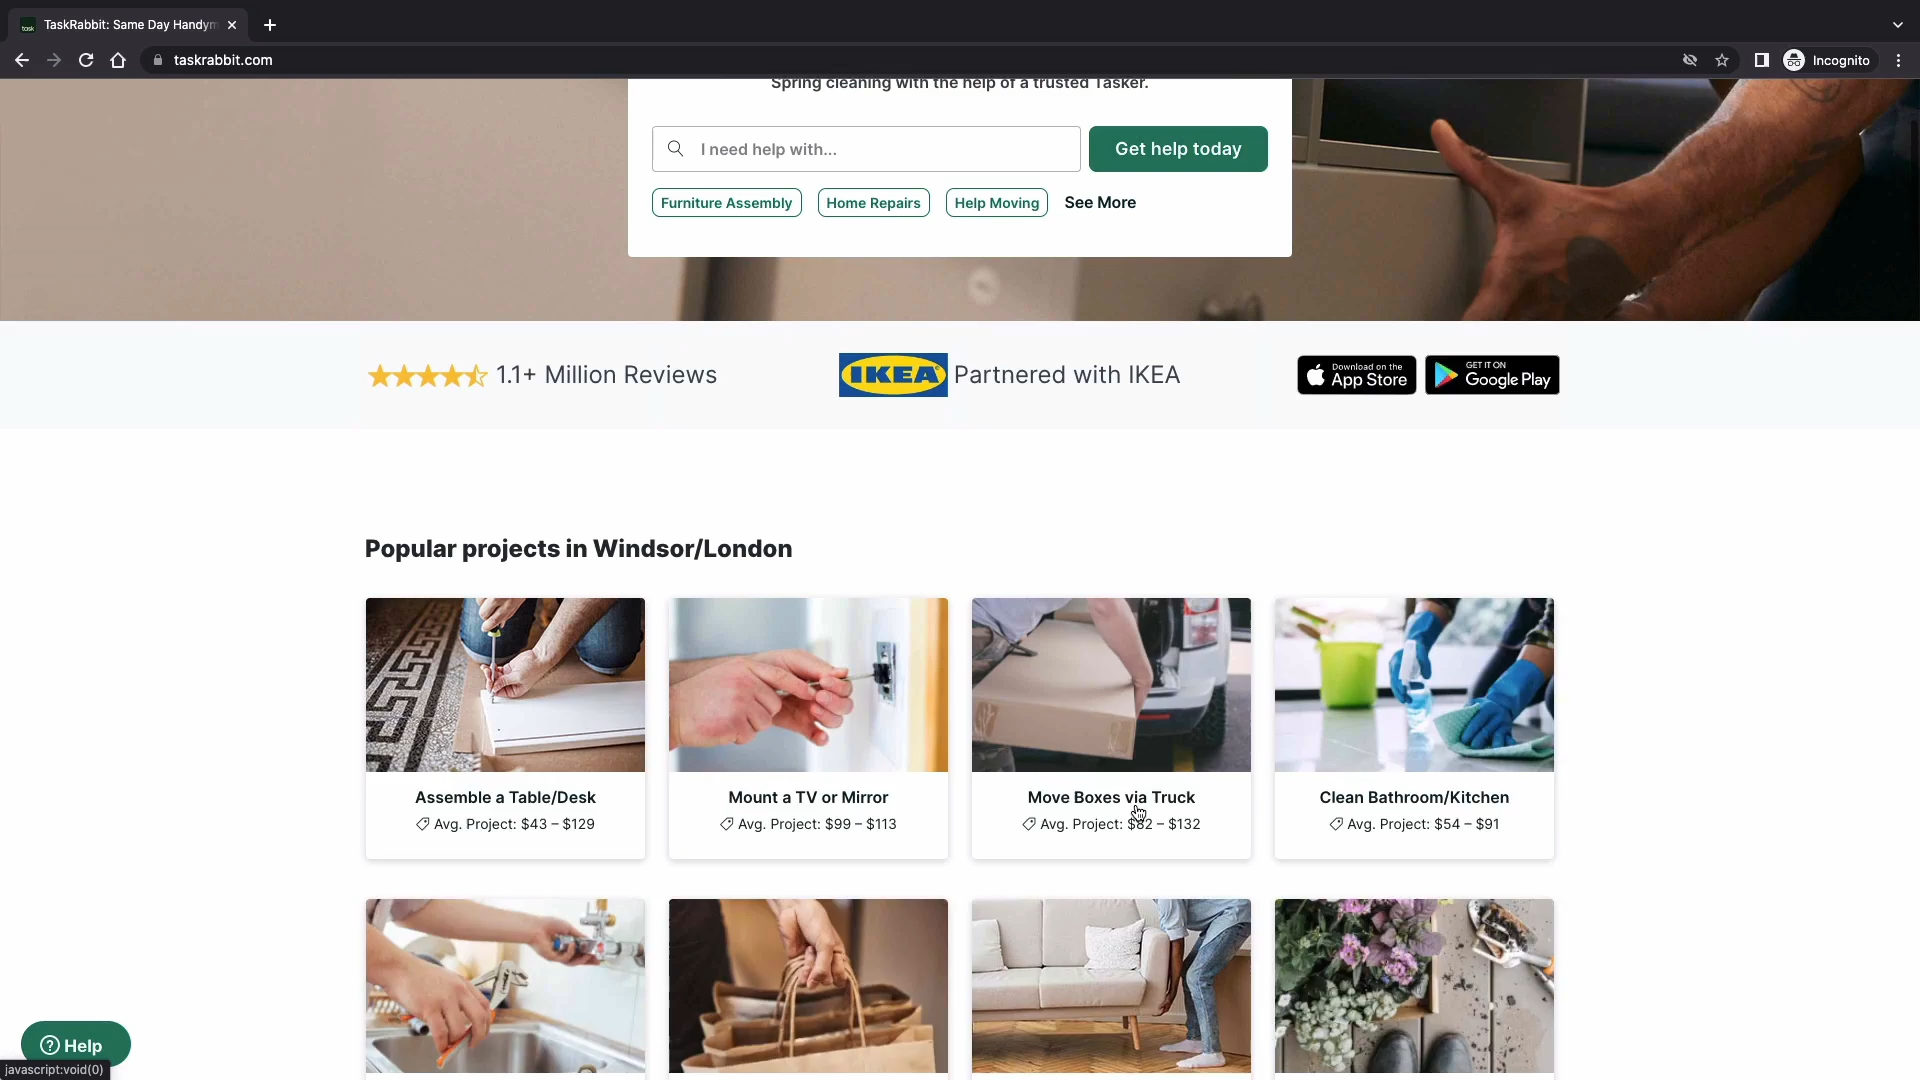 task
TaskRabbit: Same Day Handym
taskrabbit.com
Incognito
Spring cleaning with the help of a trusted Tasker.
I need help with...
Get help today
Furniture Assembly
Home Repairs
Help Moving
See More
1.1+ Million Reviews
IKEA
Partnered with IKEA
Download on the
App Store
GET IT ON
Google Play
Popular projects in Windsor/London
Assemble a Table/Desk
Avg. Project: $43 – $129
Mount a TV or Mirror
Avg. Project: $99 – $113
Move Boxes via Truck
Avg. Project: $82 – $132
Clean Bathroom/Kitchen
Avg. Project: $54 – $91
Help
javascript:void(0)